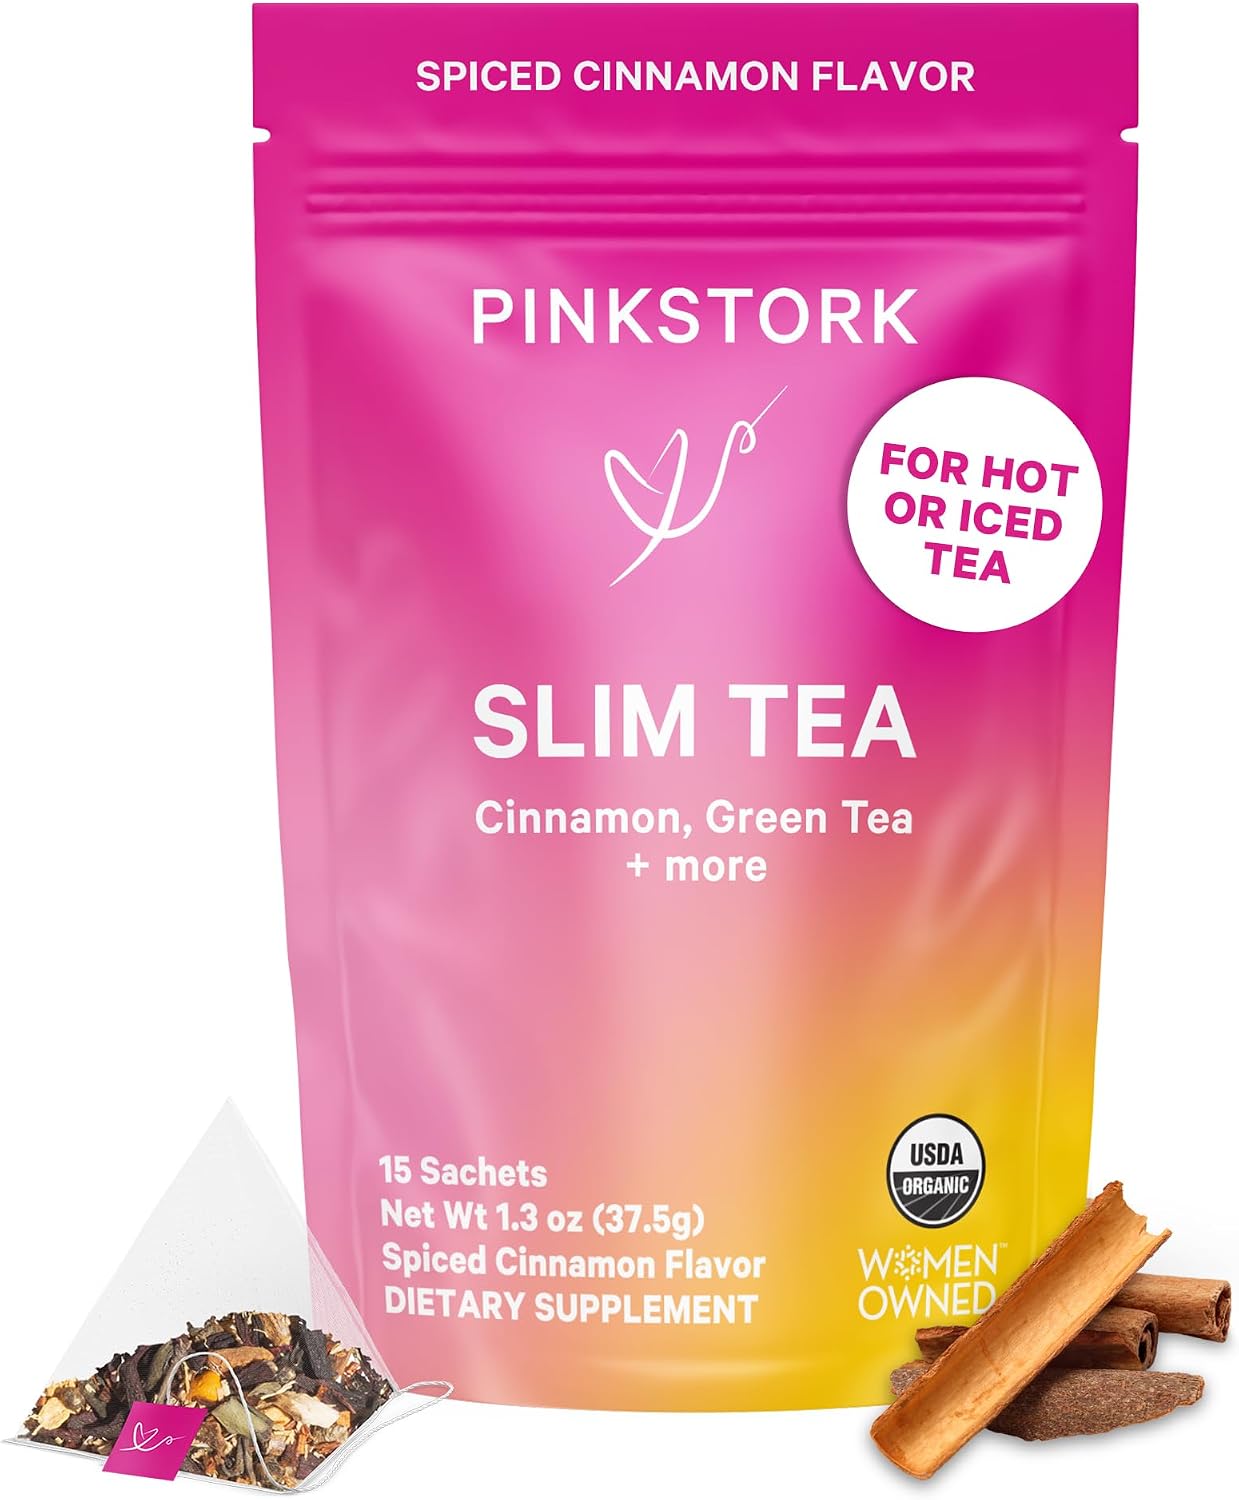 SPICED CINNAMON FLAVOR
PINKSTORK
FOR HOT
OR ICED
TEA
SLIM TEA
Cinnamon, Green Tea
+ more
15 Sachets
Net Wt 1.3 oz (37.5g)
Spiced Cinnamon Flavor
DIETARY SUPPLEMENT
USDA
ORGANIC
WOMEN™
OWNED